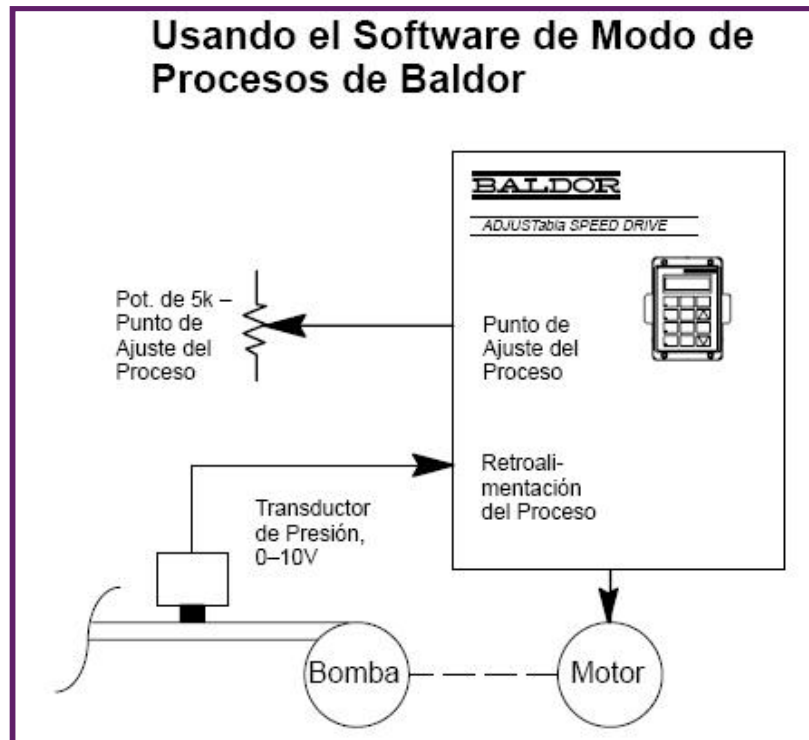 Usando el Software de Modo de
Procesos de Baldor
BALDOR
ADJUSTabia SPEED DRIVE
Pot. de 5k –
Punto de
Ajuste del
Proceso
Punto de
Ajuste del
Proceso
Retroali-
mentación
del Proceso
Transductor
de Presión,
0–10V
Bomba
Motor